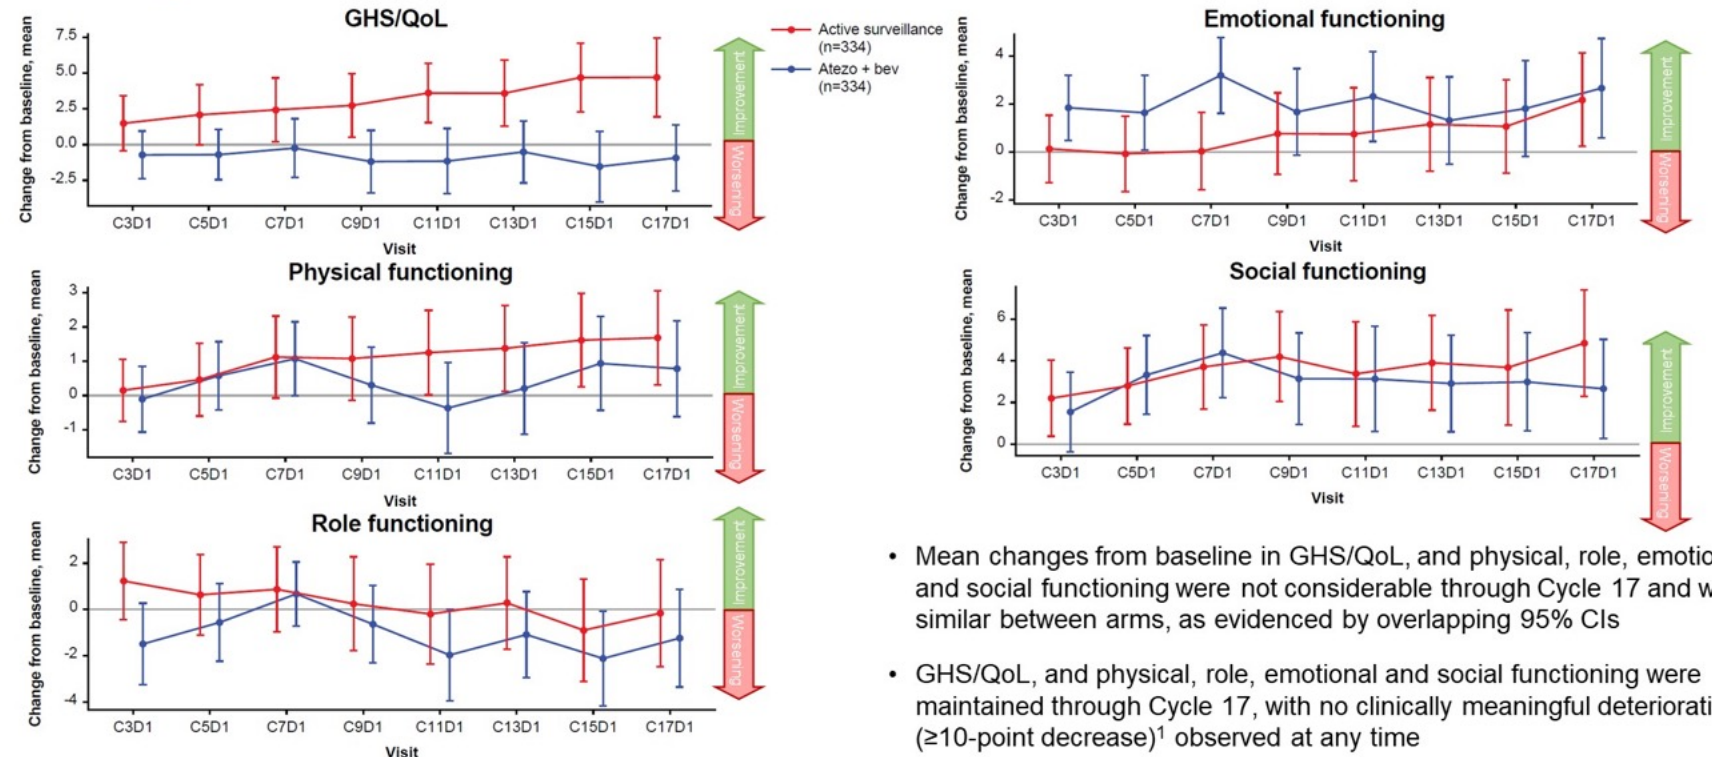 GHS/QoL
Change from baseline, mean
7.5
5.0
2.5
0.0
-2.5
C3D1 C5D1 C7D1 C9D1 C11D1 C13D1 C15D1 C17D1
Visit
Active surveillance
(n=334)
Atezo + bev
(n=334)
Improvement
Worsening
Physical functioning
Change from baseline, mean
3
2
1
0
-1
C3D1 C5D1 C7D1 C9D1 C11D1 C13D1 C15D1 C17D1
Visit
Improvement
Worsening
Role functioning
Change from baseline, mean
2
0
-2
-4
C3D1 C5D1 C7D1 C9D1 C11D1 C13D1 C15D1 C17D1
Visit
Improvement
Worsening
Emotional functioning
Change from baseline, mean
4
2
0
-2
C3D1 C5D1 C7D1 C9D1 C11D1 C13D1 C15D1 C17D1
Visit
Improvement
Worsening
Social functioning
Change from baseline, mean
6
4
2
0
C3D1 C5D1 C7D1 C9D1 C11D1 C13D1 C15D1 C17D1
Visit
Improvement
Worsening
• Mean changes from baseline in GHS/QoL, and physical, role, emotio
and social functioning were not considerable through Cycle 17 and w
similar between arms, as evidenced by overlapping 95% CIs
• GHS/QoL, and physical, role, emotional and social functioning were
maintained through Cycle 17, with no clinically meaningful deteriorati
(≥10-point decrease)¹ observed at any time